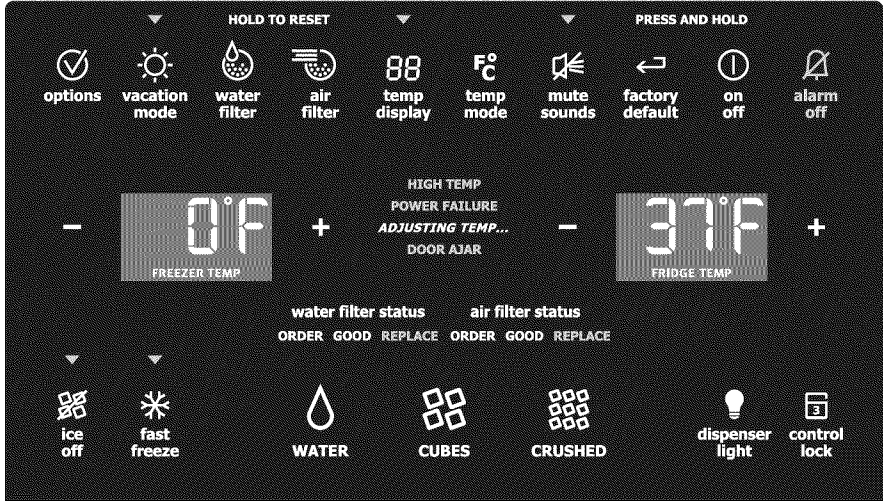 HOLD TO RESET PRESS AND HOLD
options vacation water air 88 temp F°C temp mute factory on alarm
mode filter filter display mode sounds default off off
HIGH TEMP
POWER FAILURE
ADJUSTING TEMP...
DOOR AJAR
− 0°F + − 37°F +
FREEZER TEMP FRIDGE TEMP
water filter status air filter status
ORDER GOOD REPLACE ORDER GOOD REPLACE
3
ice fast WATER CUBES CRUSHED dispenser control
off freeze light lock